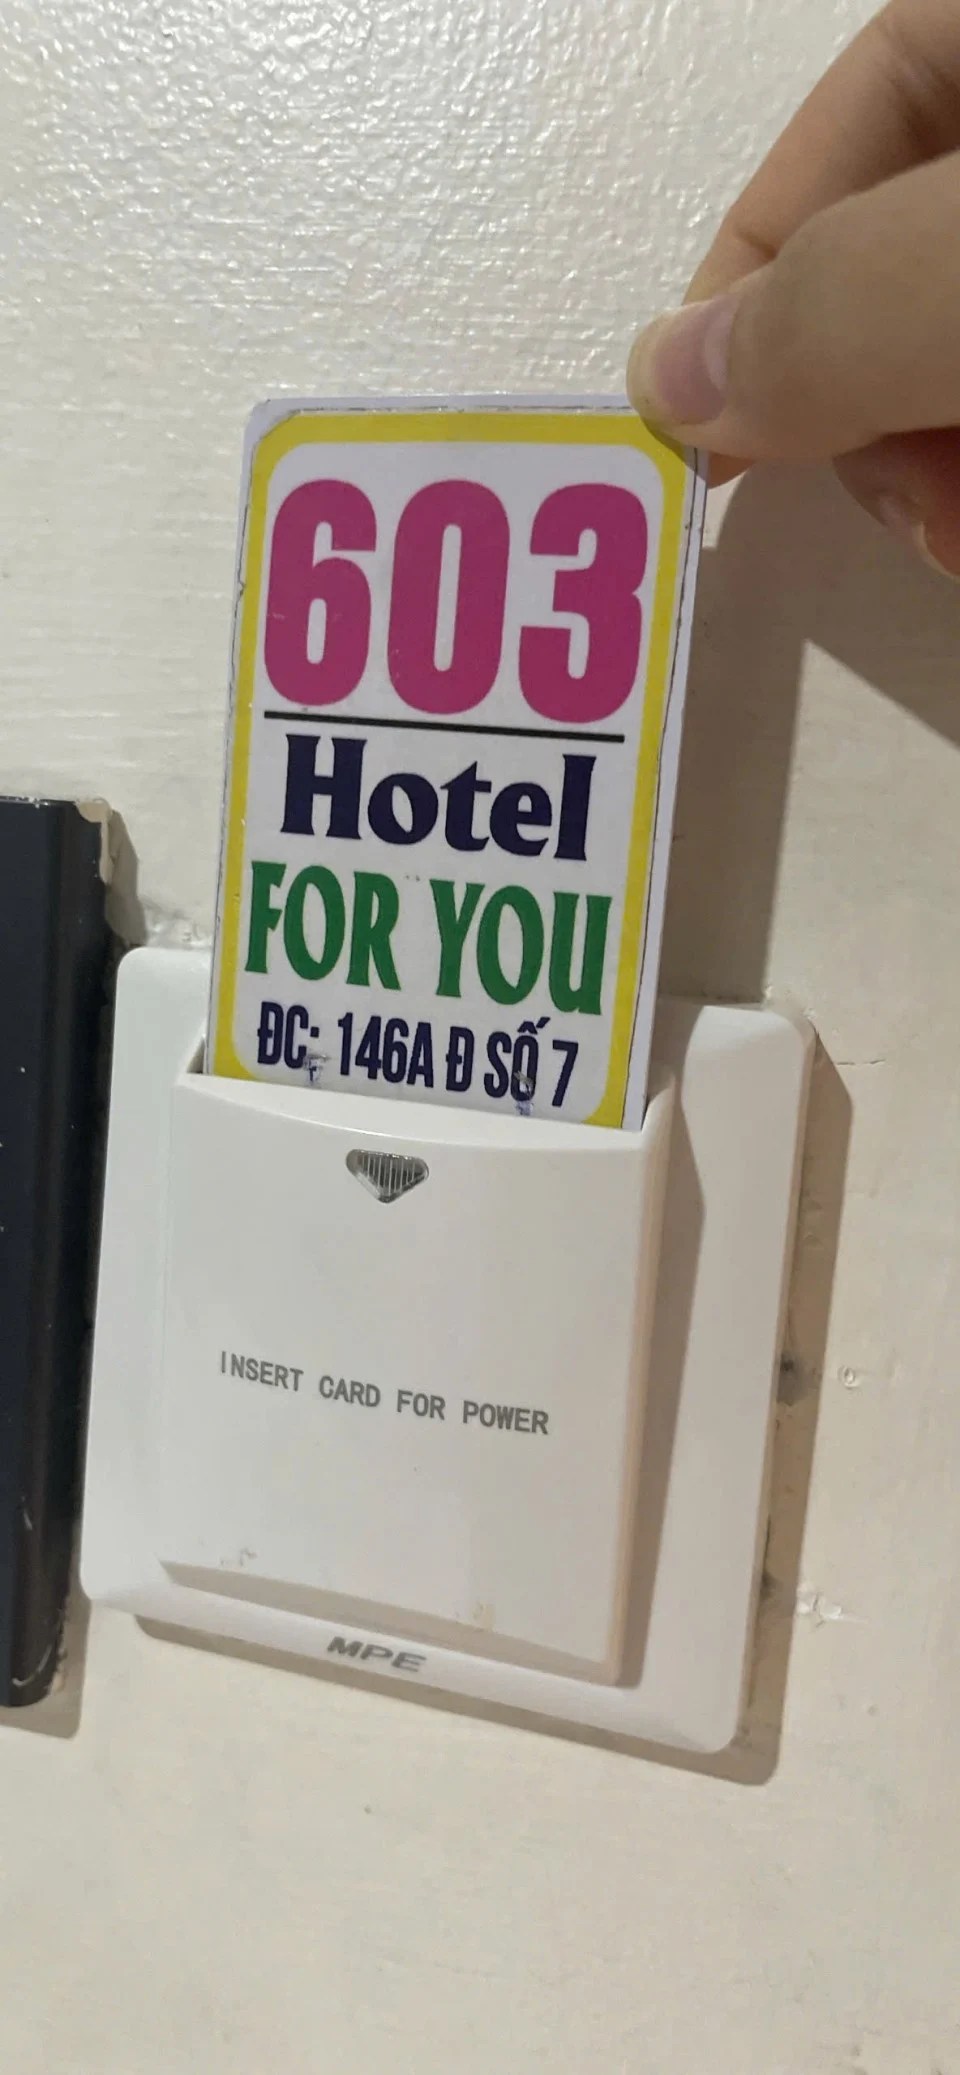 603
Hotel
FOR YOU
ĐC: 146A Đ SỐ 7
INSERT CARD FOR POWER
MPE